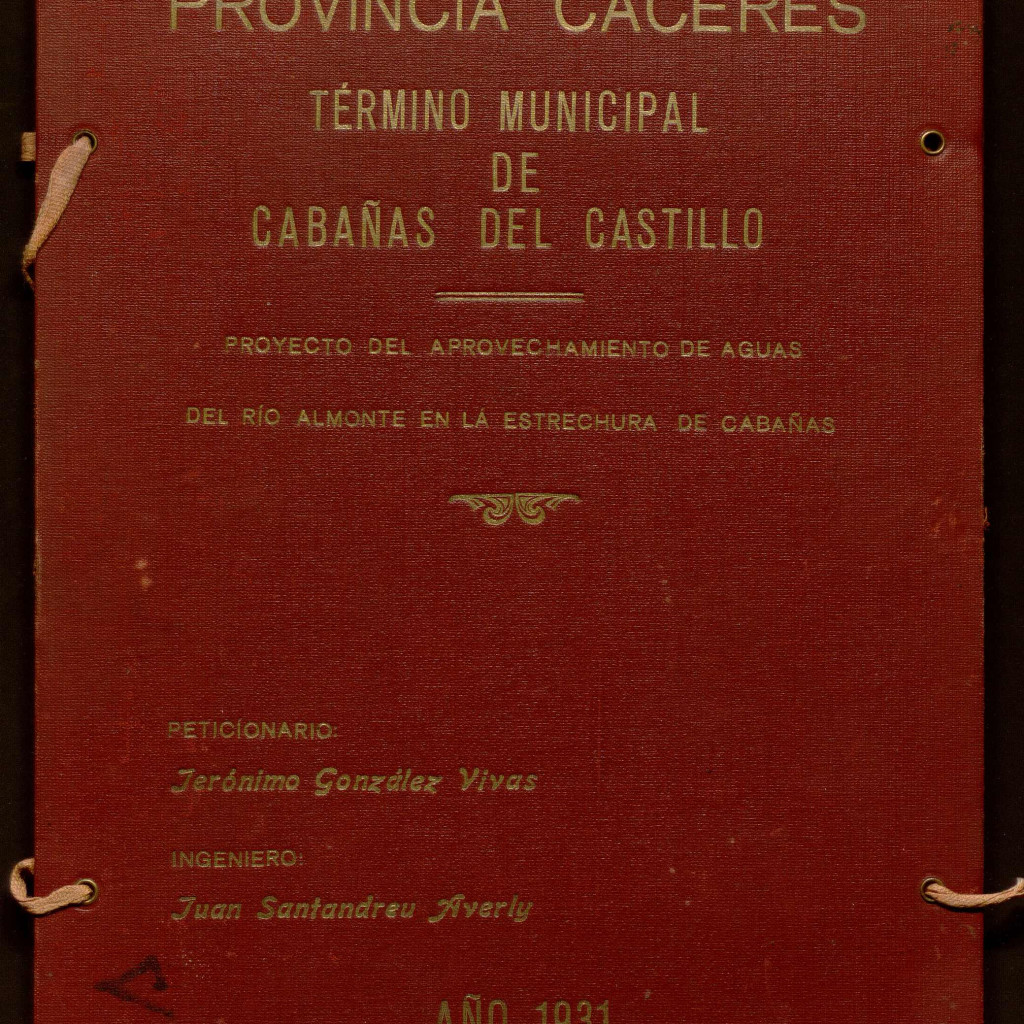 PROVINCIA CÁCERES
TÉRMINO MUNICIPAL
DE
CABAÑAS DEL CASTILLO
PROYECTO DEL APROVECHAMIENTO DE AGUAS
DEL RÍO ALMONTE EN LA ESTRECHURA DE CABAÑAS
PETICIONARIO:
Jerónimo González Vivas
INGENIERO:
Juan Santandreu Averly
AÑO 1931